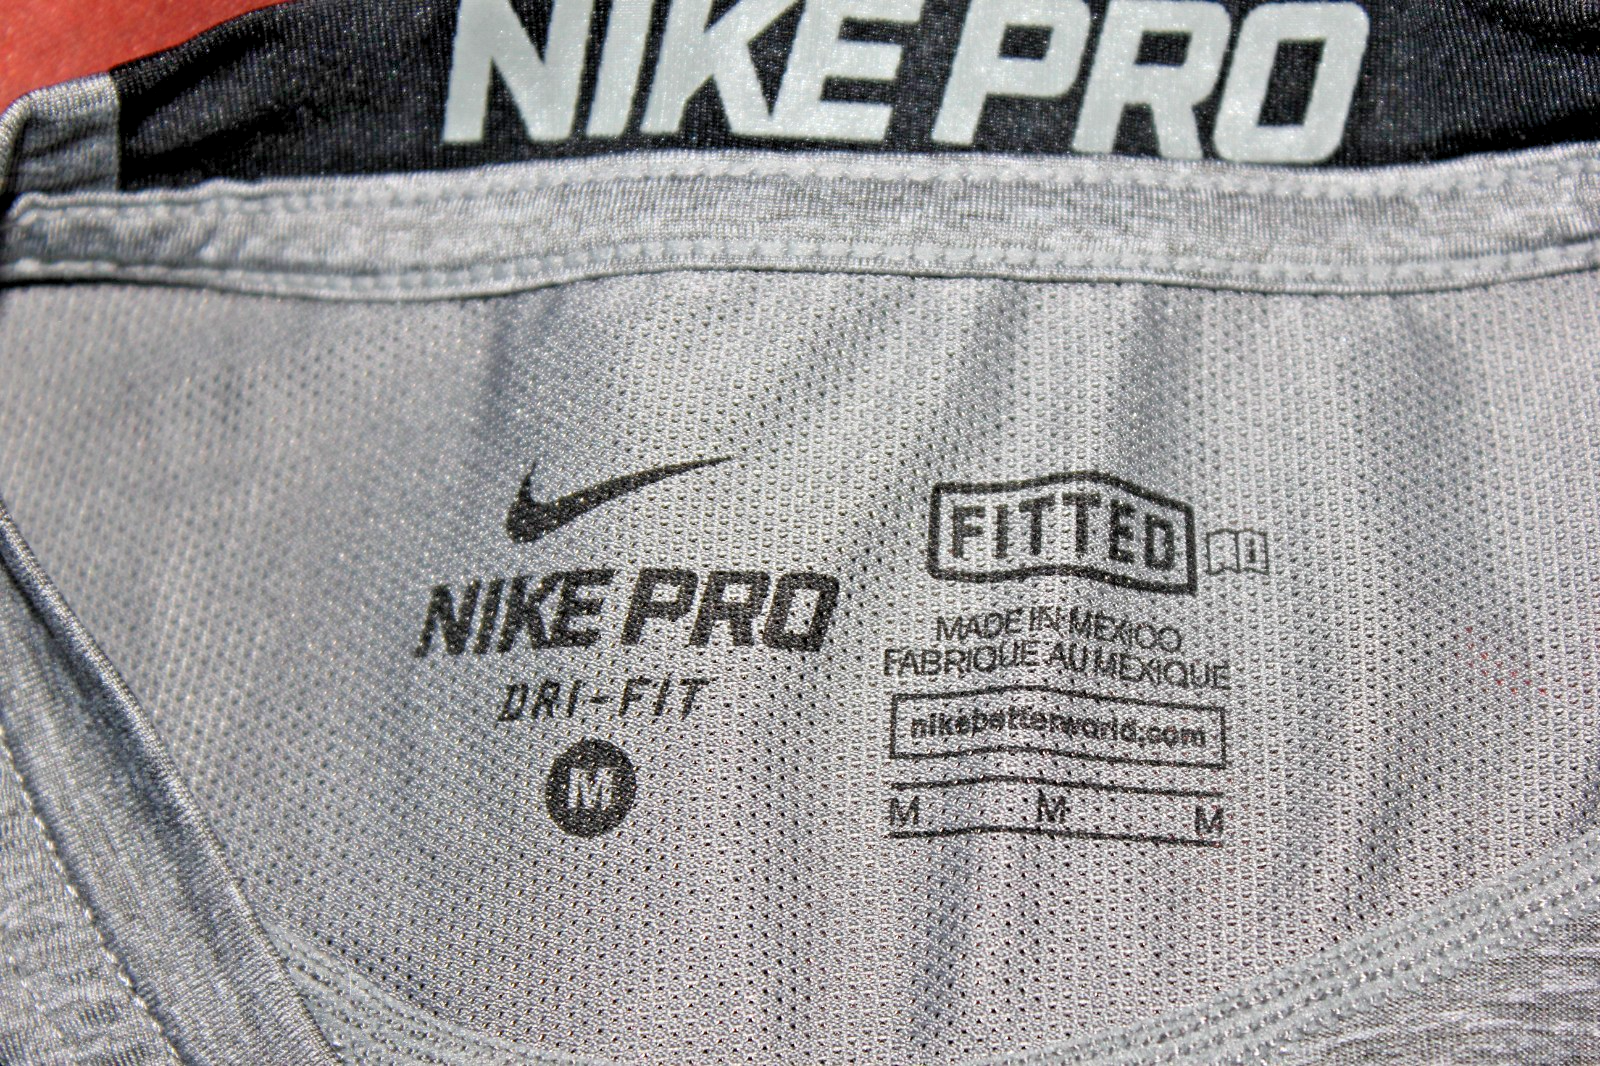 NIKE PRO
NIKE PRO
DRI-FIT
M
FITTED
MADE IN MEXICO
FABRIQUE AU MEXIQUE
nikebetterworld.com
M M M